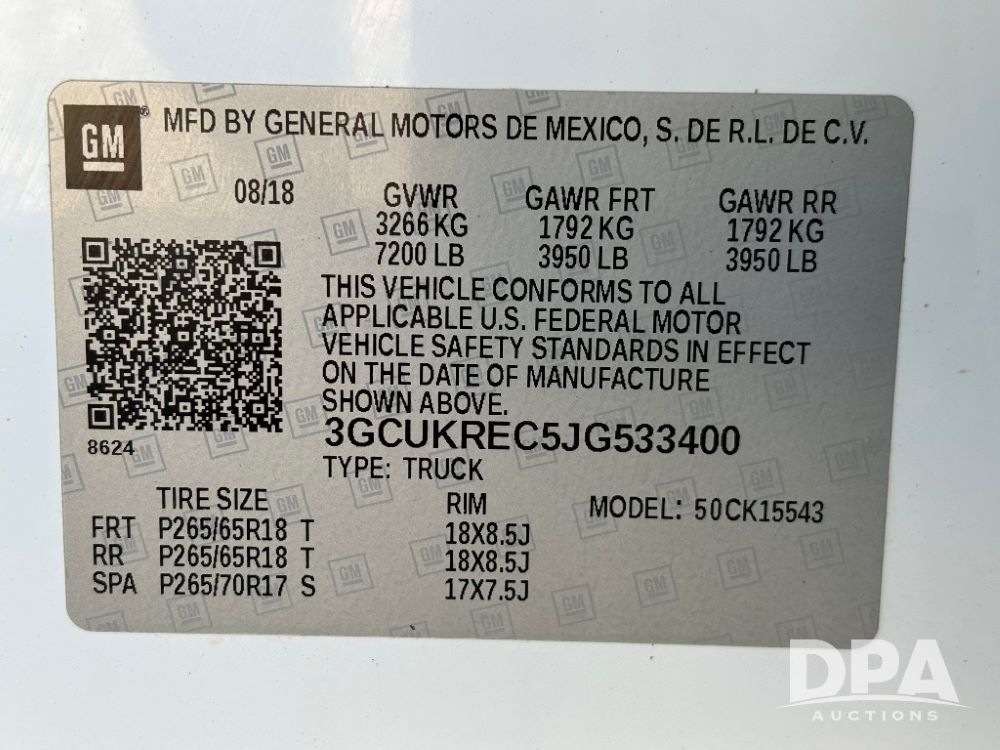 GM
MFD BY GENERAL MOTORS DE MEXICO, S. DE R.L. DE C.V.
08/18 GVWR GAWR FRT GAWR RR
3266 KG 1792 KG 1792 KG
7200 LB 3950 LB 3950 LB
THIS VEHICLE CONFORMS TO ALL
APPLICABLE U.S. FEDERAL MOTOR
VEHICLE SAFETY STANDARDS IN EFFECT
ON THE DATE OF MANUFACTURE
SHOWN ABOVE.
8624
3GCUKREC5JG533400
TYPE: TRUCK
TIRE SIZE RIM MODEL: 50CK15543
FRT P265/65R18 T 18X8.5J
RR P265/65R18 T 18X8.5J
SPA P265/70R17 S 17X7.5J
DPA
AUCTIONS